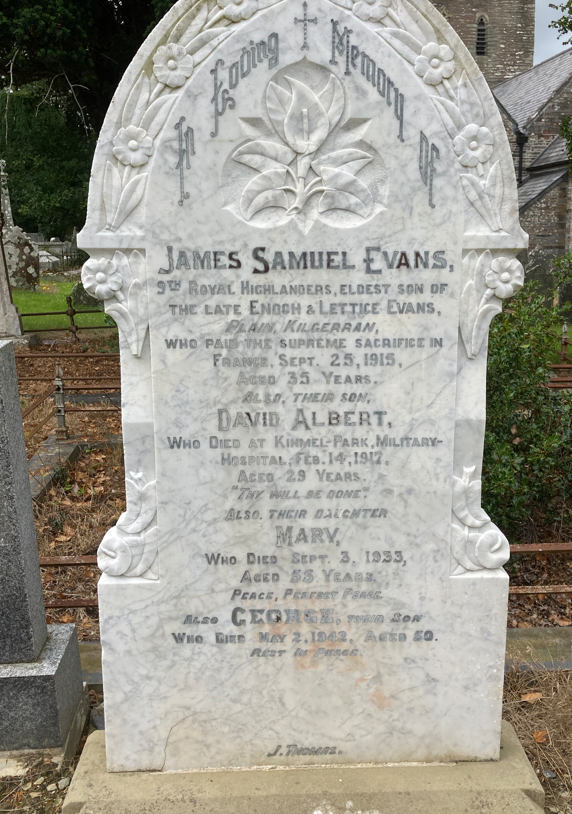 In Loving Memory of
JAMES SAMUEL EVANS,
9TH ROYAL HIGHLANDERS, ELDEST SON OF
THE LATE ENOCH & LETTICE EVANS,
PLAIN, KILGERRAN,
WHO PAID THE SUPREME SACRIFICE IN
FRANCE, SEPT. 25, 1915,
AGED 35 YEARS.
ALSO, THEIR SON,
DAVID ALBERT,
WHO DIED AT KINMEL-PARK, MILITARY-
HOSPITAL, FEB. 14, 1917.
AGED 29 YEARS.
"THY WILL BE DONE".
ALSO, THEIR DAUGHTER
MARY,
WHO DIED SEPT. 3, 1933,
AGED 53 YEARS.
PEACE, PERFECT PEACE.
ALSO GEORGE, THEIR SON
WHO DIED MAY 2, 1942, AGED 50.
REST IN PEACE.
J. THOMAS.